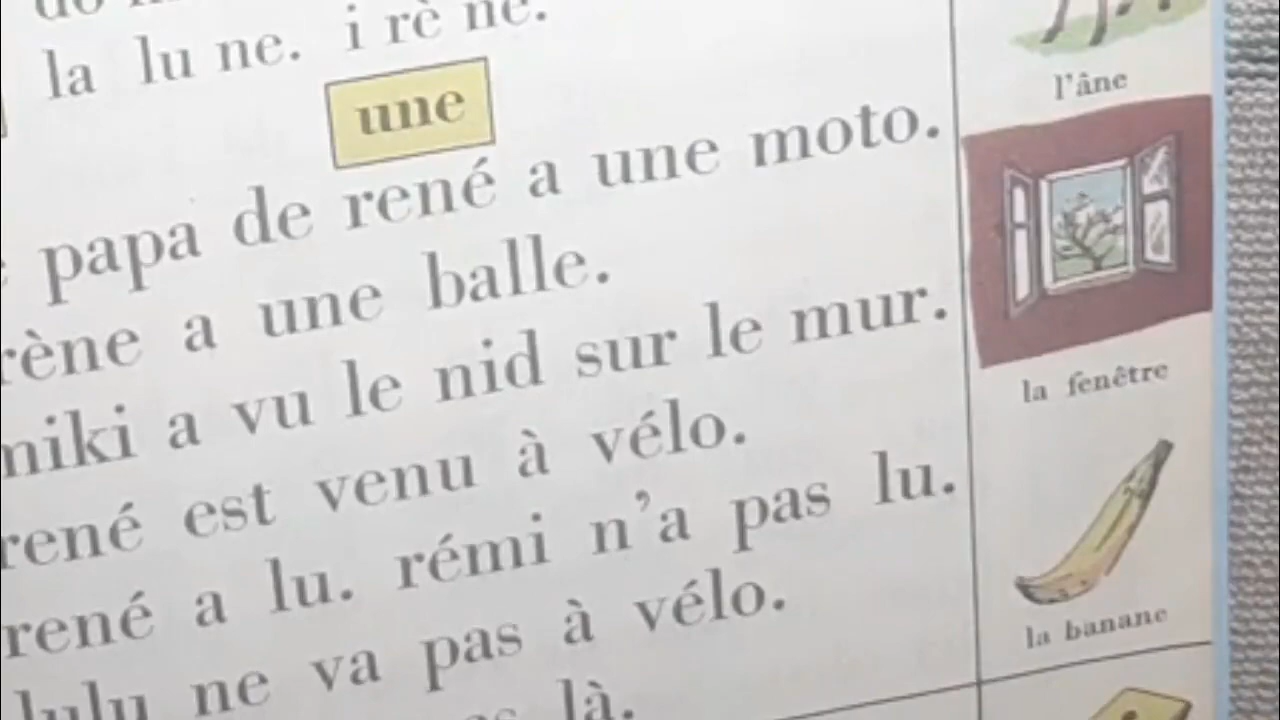 la lu ne. i rè ne.
une
papa de rené a une moto.
a une balle.
miki a vu le nid sur le mur.
rené est venu à vélo.
rené a lu. rémi n'a pas lu.
lulu ne va pas à vélo.
là.
l'âne
la fenêtre
la banane